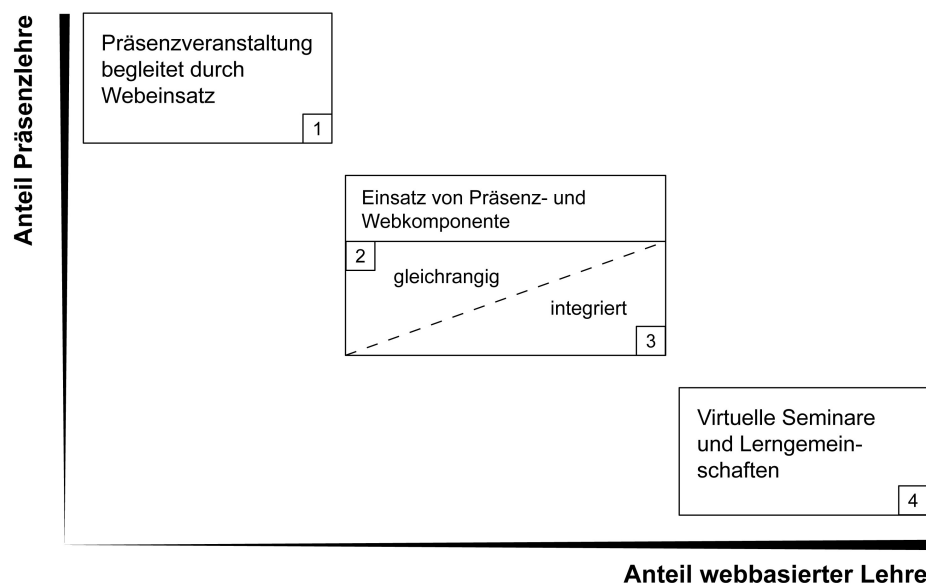 Anteil Präsenzlehre
Präsenzveranstaltung
begleitet durch
Webeinsatz
1
Einsatz von Präsenz- und
Webkomponente
2
gleichrangig
integriert
3
Virtuelle Seminare
und Lerngemein-
schaften
4
Anteil webbasierter Lehre